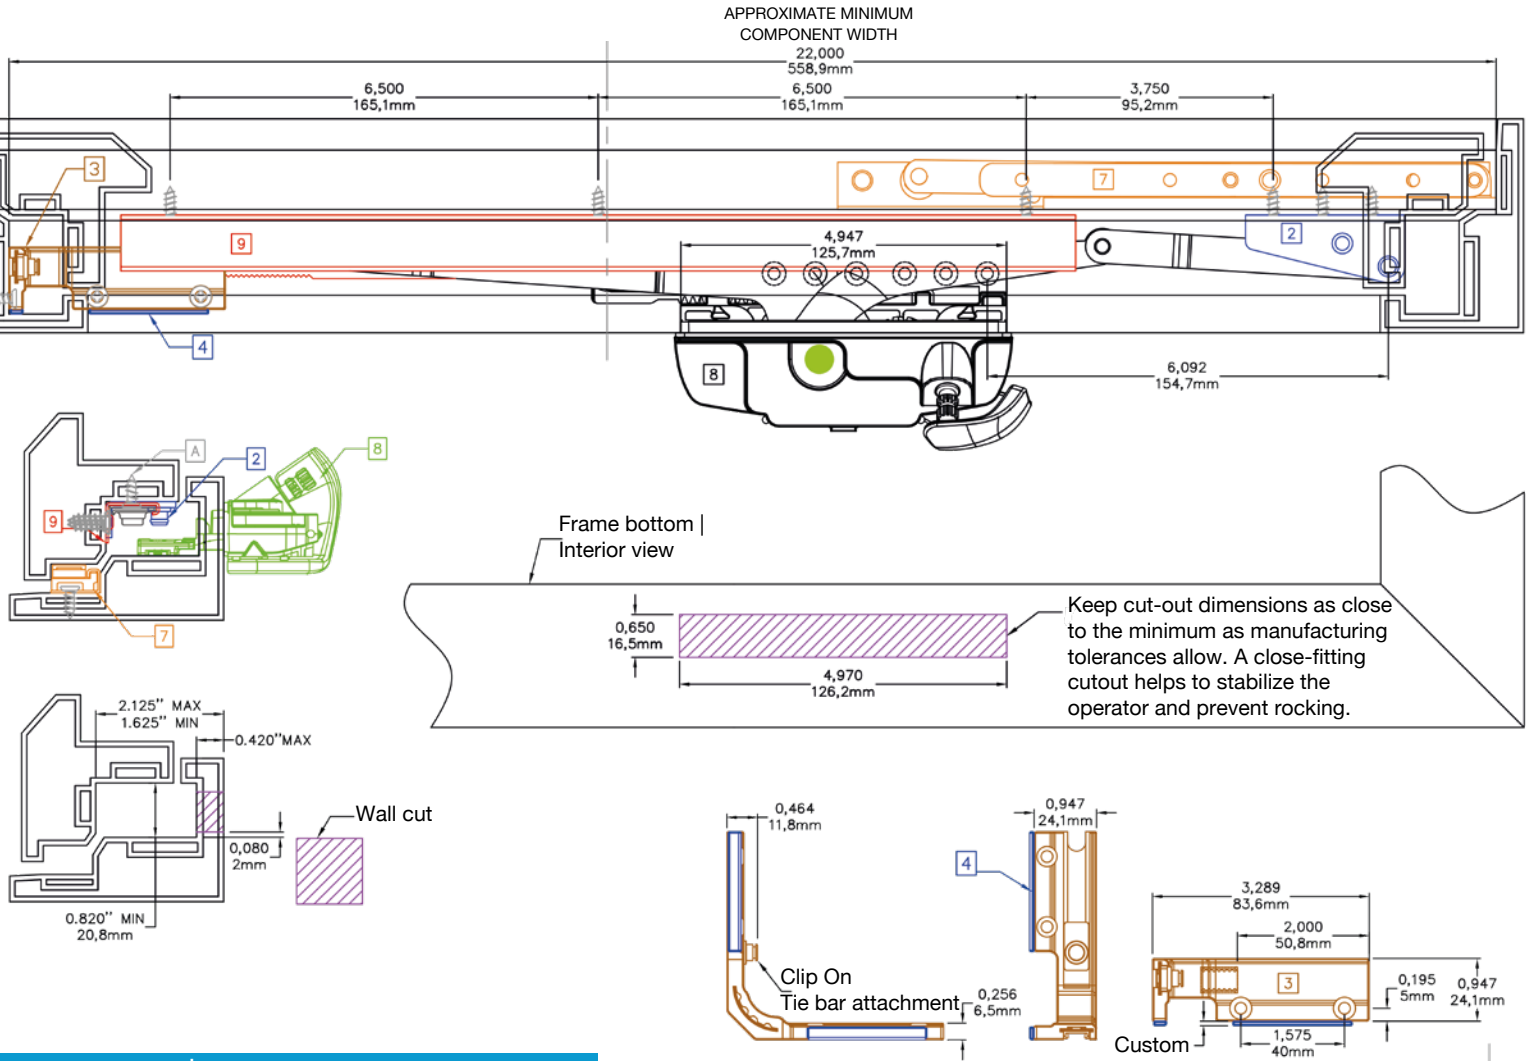 APPROXIMATE MINIMUM
COMPONENT WIDTH
22,000
558,9mm
6,500
165,1mm
6,500
165,1mm
3,750
95,2mm
3
7
9
2
4,947
125,7mm
4
8
6,092
154,7mm
A
2
8
9
7
Frame bottom |
Interior view
0,650
16,5mm
4,970
126,2mm
Keep cut-out dimensions as close
to the minimum as manufacturing
tolerances allow. A close-fitting
cutout helps to stabilize the
operator and prevent rocking.
2.125" MAX
1.625" MIN
0.420"MAX
Wall cut
0,080
2mm
0.820" MIN
20,8mm
0,464
11,8mm
Clip On
Tie bar attachment
0,256
6,5mm
0,947
24,1mm
4
3,289
83,6mm
2,000
50,8mm
3
0,195
5mm
0,947
24,1mm
Custom
1,575
40mm